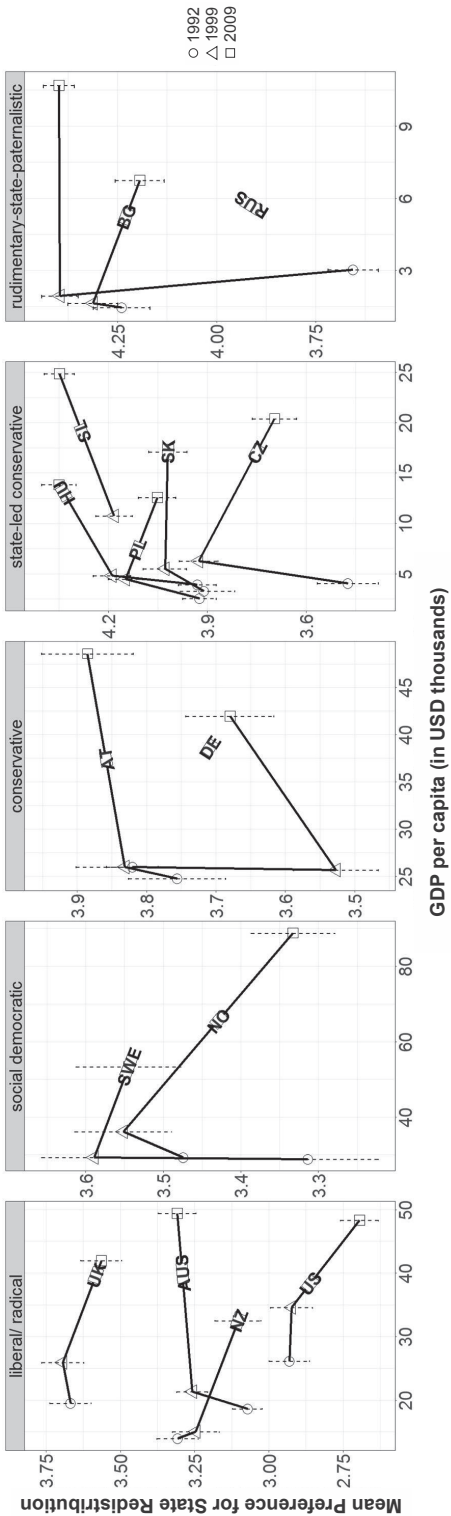 liberal/ radical
social democratic
conservative
state-led conservative
rudimentary-state-paternalistic
Mean Preference for State Redistribution
3.75
3.50
3.25
3.00
2.75
20
30
40
50
UK
AUS
NZ
US
3.6
3.5
3.4
3.3
40
60
80
SWE
NO
3.9
3.8
3.7
3.6
3.5
25
30
35
40
45
AT
DE
4.2
3.9
3.6
5
10
15
20
25
HU
SL
PL
SK
CZ
4.25
4.00
3.75
3
6
9
BG
RUS
GDP per capita (in USD thousands)
1992
1999
2009